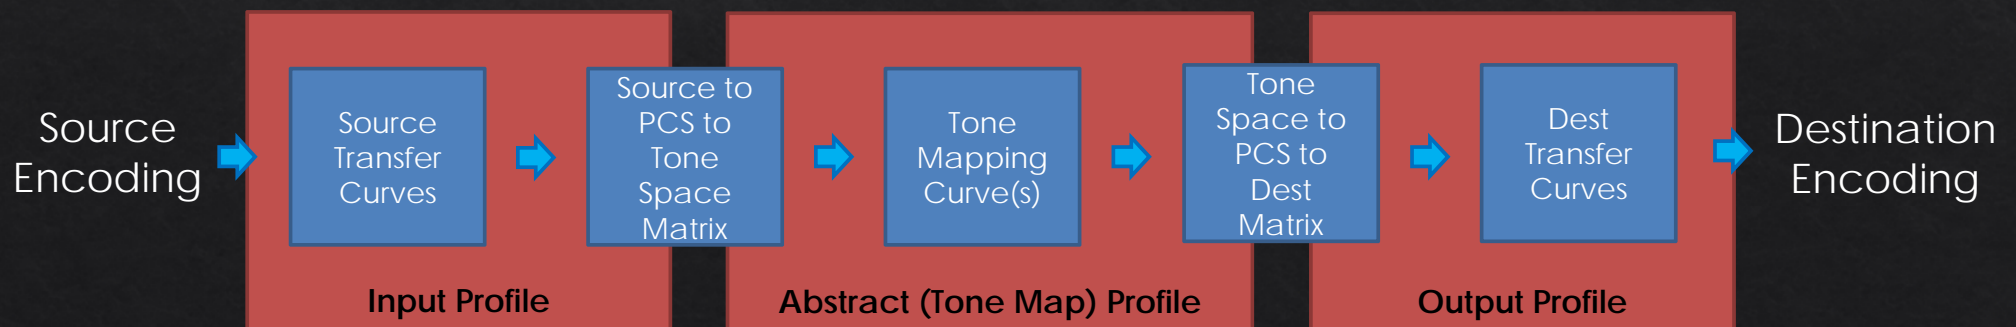 Source
Encoding
Source
Transfer
Curves
Source to
PCS to
Tone
Space
Matrix
Tone
Mapping
Curve(s)
Tone
Space to
PCS to
Dest
Matrix
Dest
Transfer
Curves
Destination
Encoding
Input Profile
Abstract (Tone Map) Profile
Output Profile